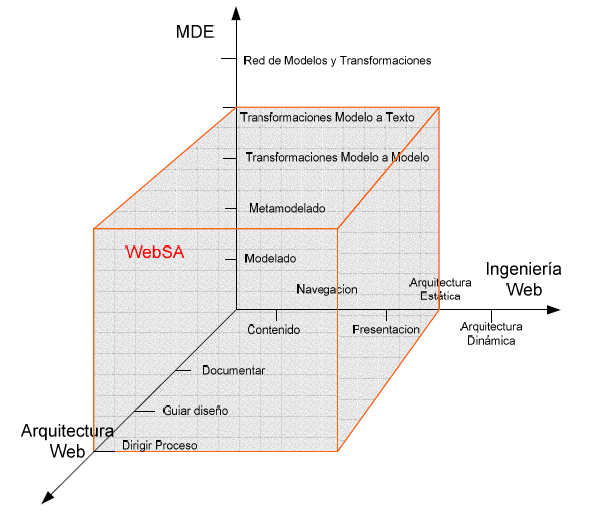 MDE
Red de Modelos y Transformaciones
Transformaciones Modelo a Texto
Transformaciones Modelo a Modelo
Metamodelado
WebSA
Modelado
Navegacion
Arquitectura
Estática
Ingeniería
Web
Contenido
Presentacion
Arquitectura
Dinámica
Documentar
Guiar diseño
Arquitectura
Web
Dirigir Proceso